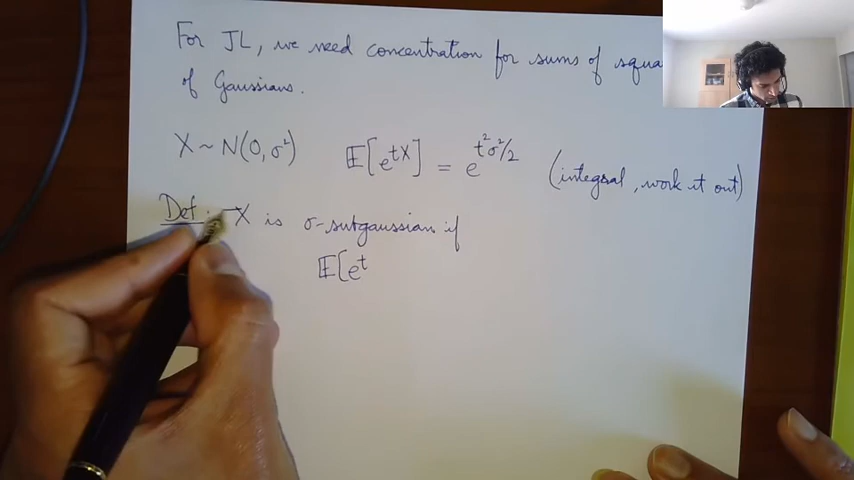 For JL, we need concentration for sums of squa
of Gaussians.
X ~ N(0, σ²) 𝔼[e^{tX}] = e^{t²σ²/2} (integral, work it out)
Def: X is σ-subgaussian if
𝔼[e^t